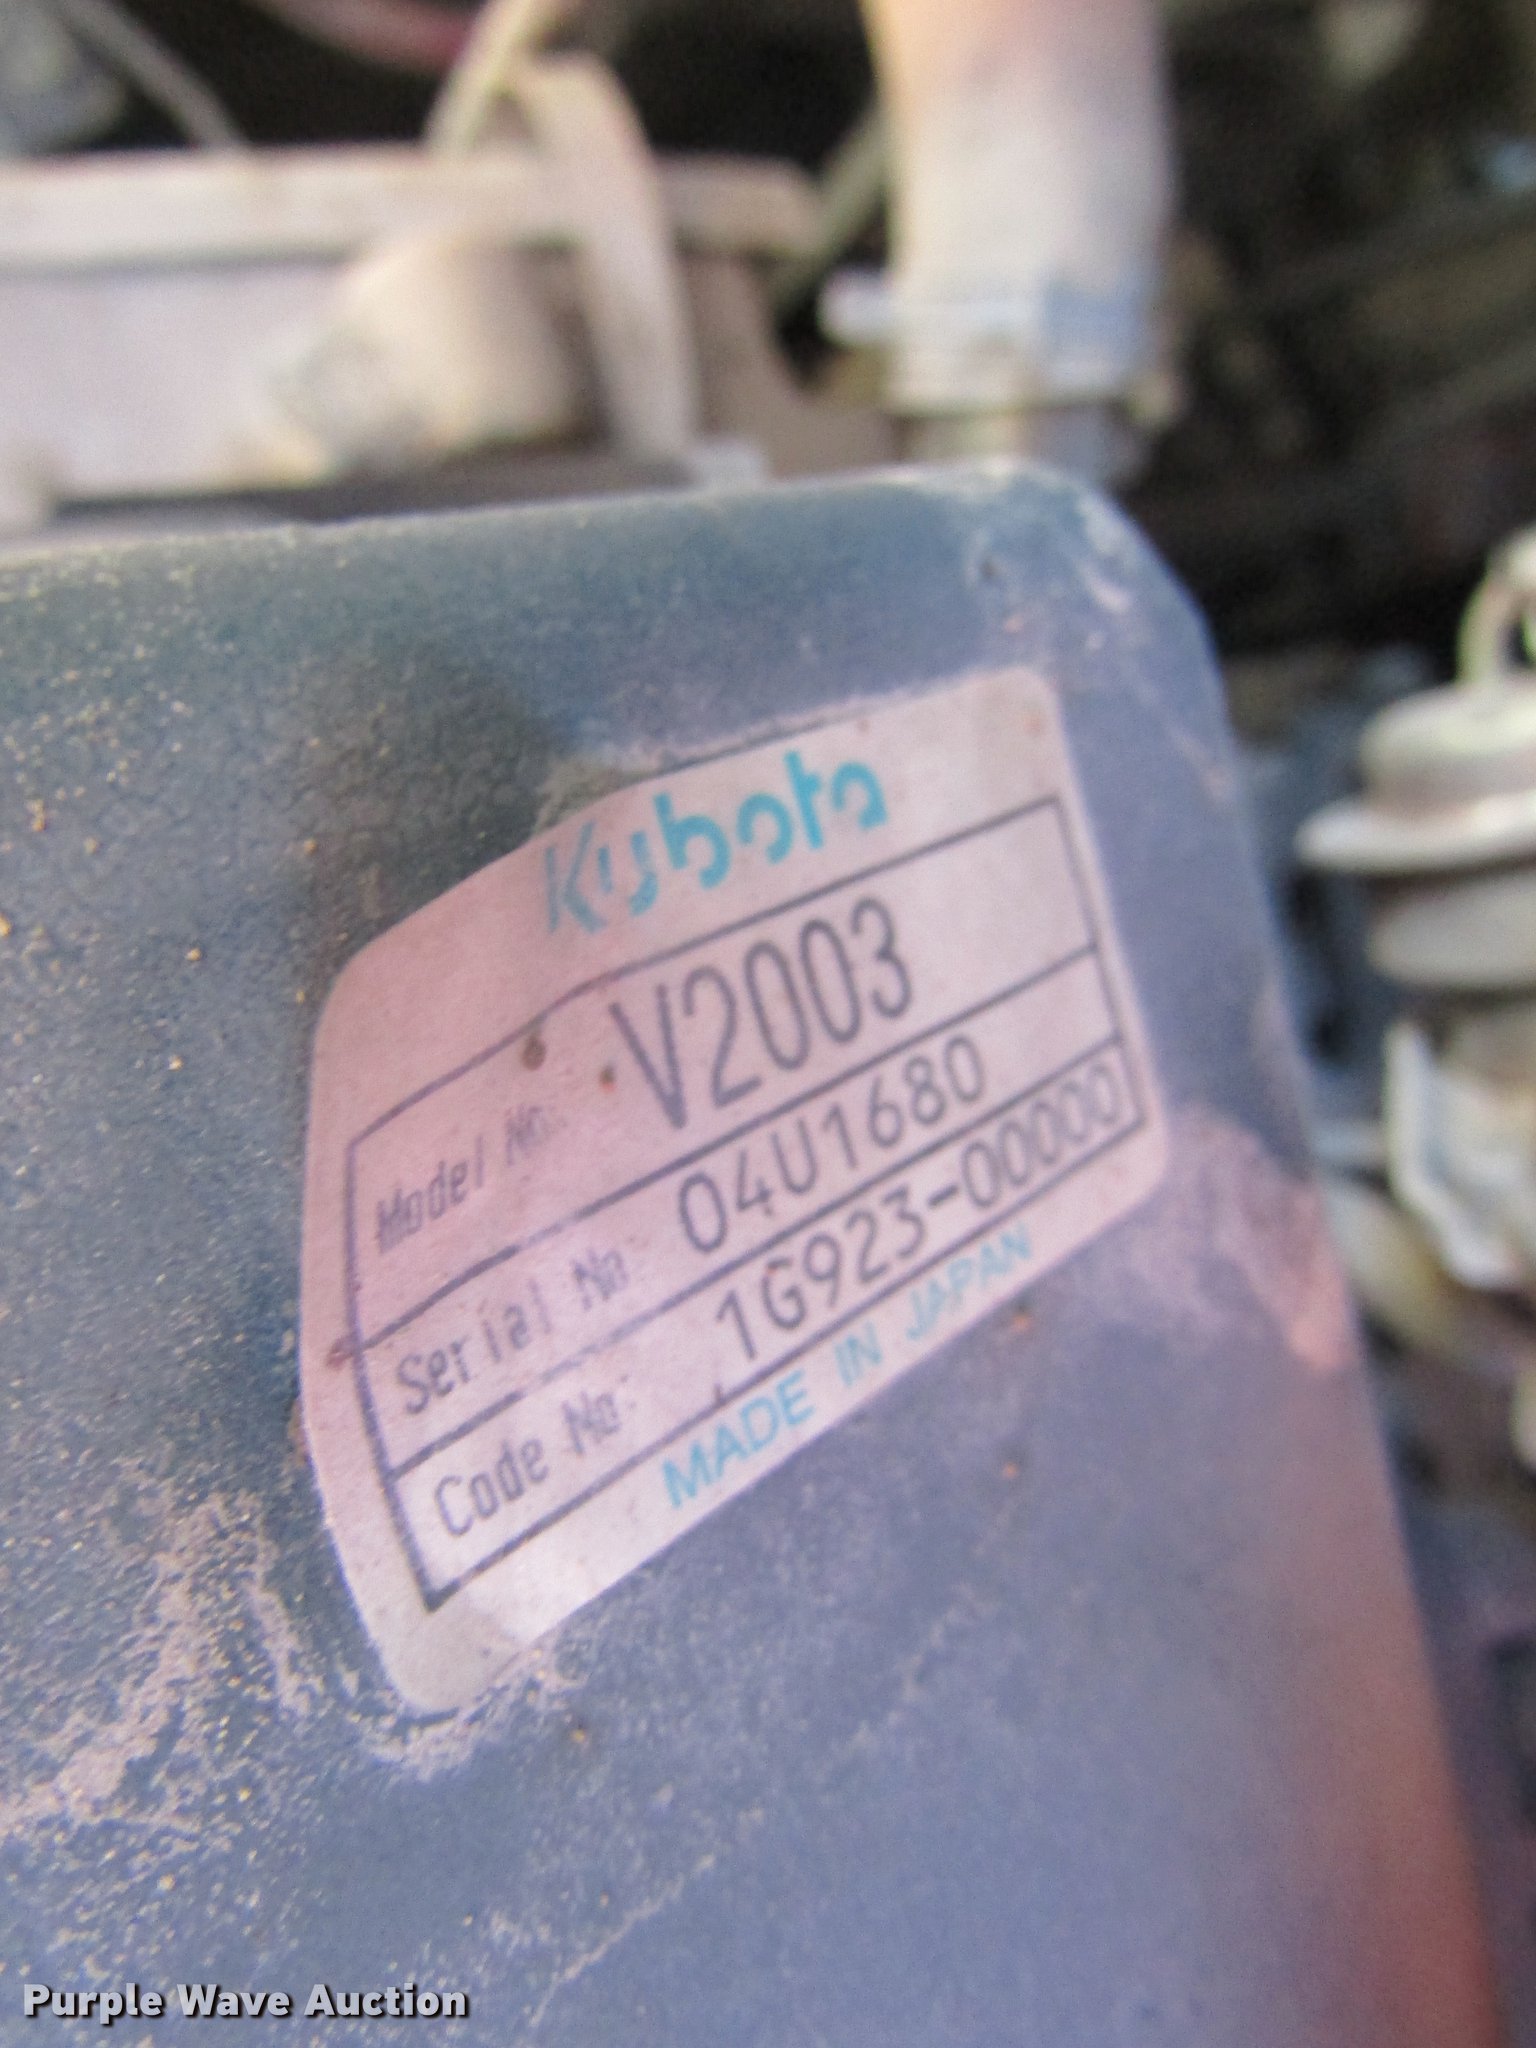 Kubota
Model No. V2003
Serial No. 04U1680
Code No. 1G923-00000
MADE IN JAPAN
Purple Wave Auction